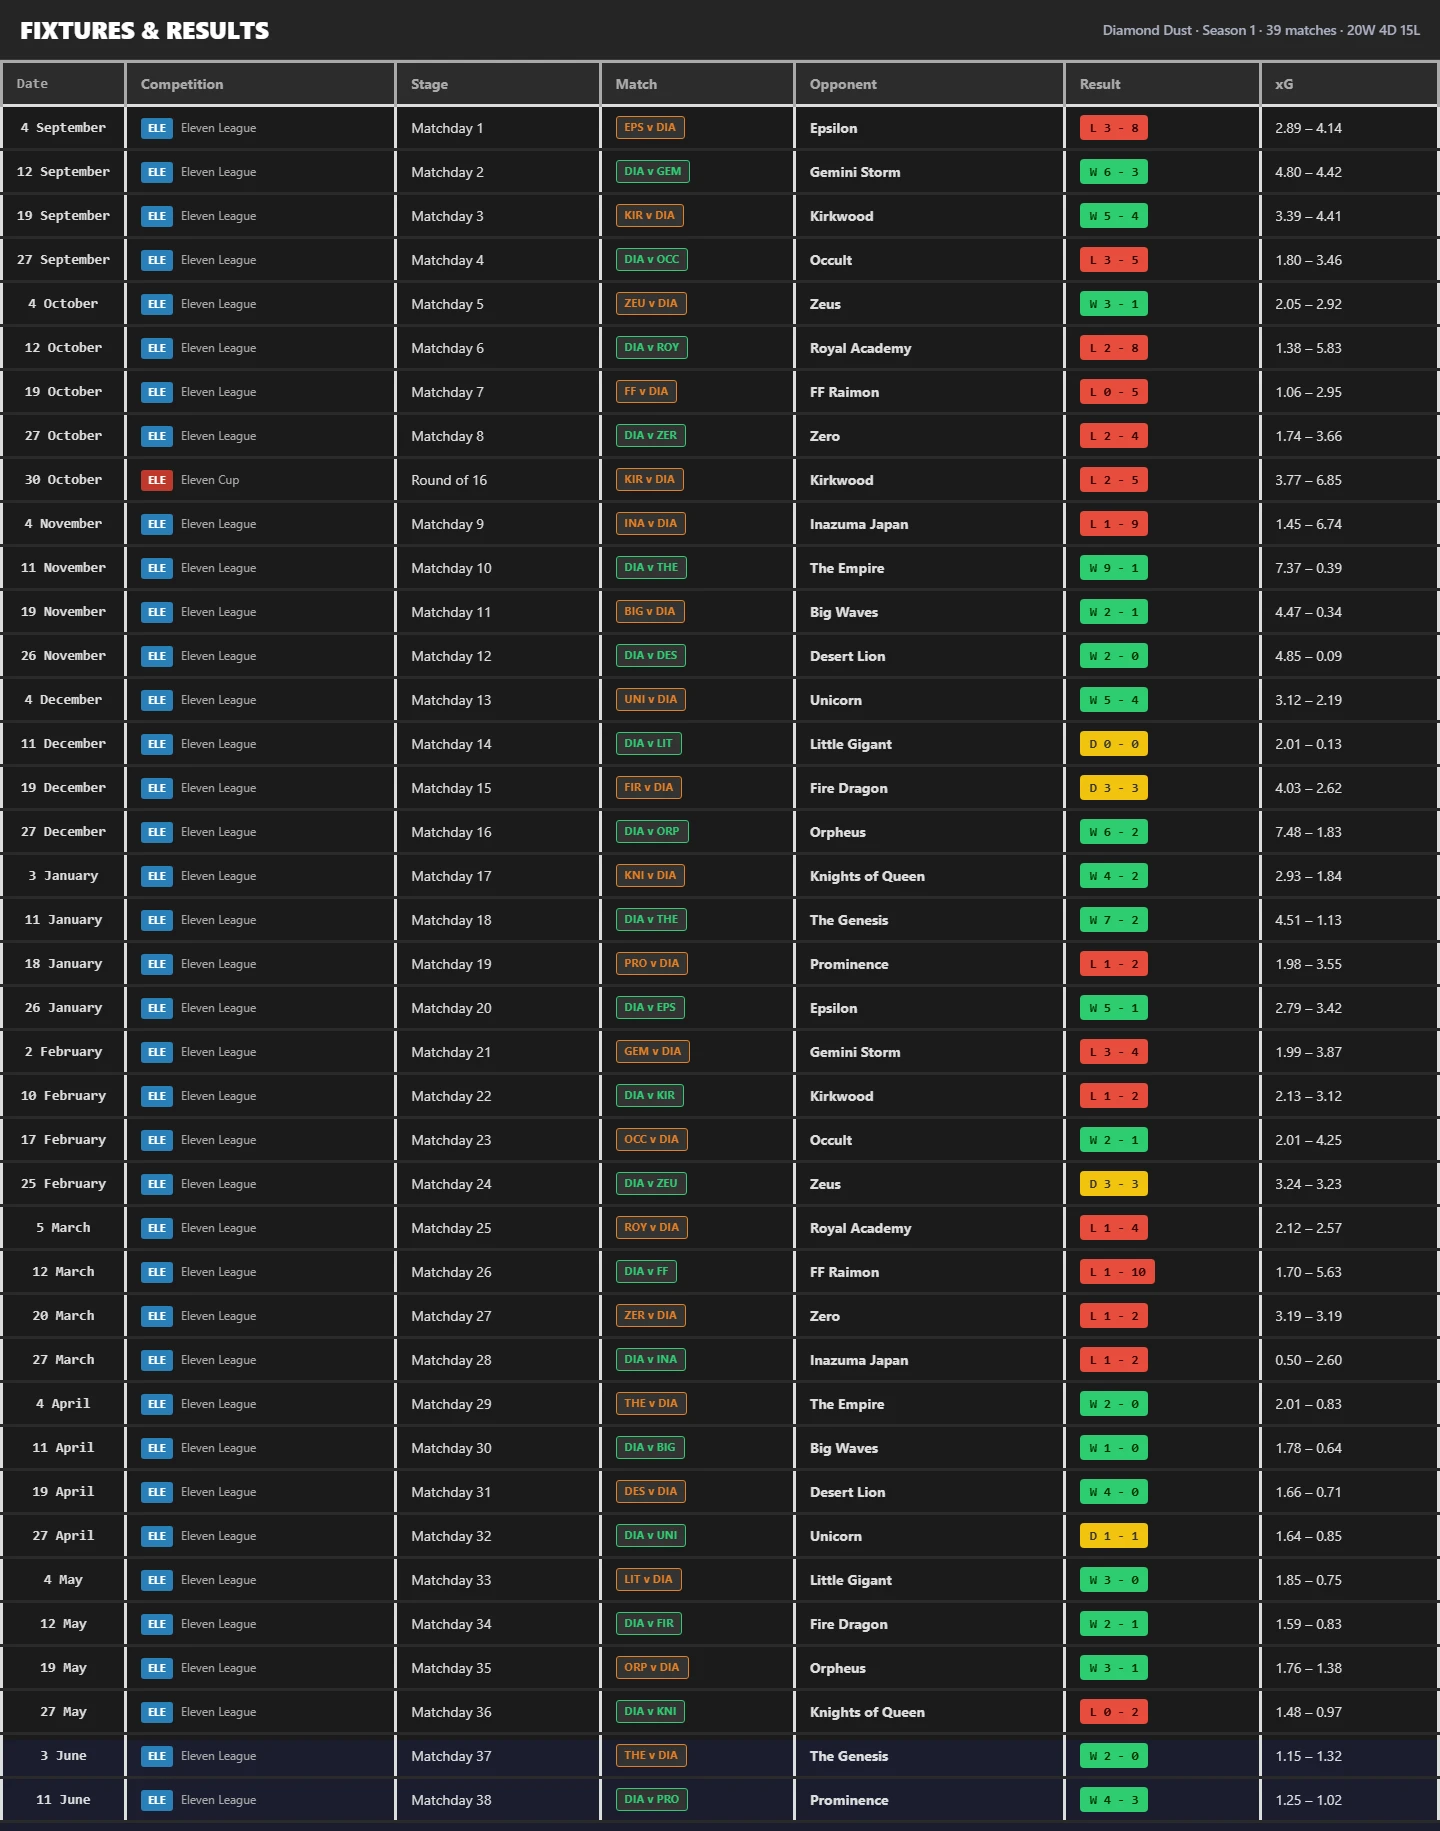 FIXTURES & RESULTS Diamond Dust · Season 1 · 39 matches · 20W 4D 15L
Date Competition Stage Match Opponent Result xG
4 September ELE Eleven League Matchday 1 EPS v DIA Epsilon L 3 - 8 2.89 – 4.14
12 September ELE Eleven League Matchday 2 DIA v GEM Gemini Storm W 6 - 3 4.80 – 4.42
19 September ELE Eleven League Matchday 3 KIR v DIA Kirkwood W 5 - 4 3.39 – 4.41
27 September ELE Eleven League Matchday 4 DIA v OCC Occult L 3 - 5 1.80 – 3.46
4 October ELE Eleven League Matchday 5 ZEU v DIA Zeus W 3 - 1 2.05 – 2.92
12 October ELE Eleven League Matchday 6 DIA v ROY Royal Academy L 2 - 8 1.38 – 5.83
19 October ELE Eleven League Matchday 7 FF v DIA FF Raimon L 0 - 5 1.06 – 2.95
27 October ELE Eleven League Matchday 8 DIA v ZER Zero L 2 - 4 1.74 – 3.66
30 October ELE Eleven Cup Round of 16 KIR v DIA Kirkwood L 2 - 5 3.77 – 6.85
4 November ELE Eleven League Matchday 9 INA v DIA Inazuma Japan L 1 - 9 1.45 – 6.74
11 November ELE Eleven League Matchday 10 DIA v THE The Empire W 9 - 1 7.37 – 0.39
19 November ELE Eleven League Matchday 11 BIG v DIA Big Waves W 2 - 1 4.47 – 0.34
26 November ELE Eleven League Matchday 12 DIA v DES Desert Lion W 2 - 0 4.85 – 0.09
4 December ELE Eleven League Matchday 13 UNI v DIA Unicorn W 5 - 4 3.12 – 2.19
11 December ELE Eleven League Matchday 14 DIA v LIT Little Gigant D 0 - 0 2.01 – 0.13
19 December ELE Eleven League Matchday 15 FIR v DIA Fire Dragon D 3 - 3 4.03 – 2.62
27 December ELE Eleven League Matchday 16 DIA v ORP Orpheus W 6 - 2 7.48 – 1.83
3 January ELE Eleven League Matchday 17 KNI v DIA Knights of Queen W 4 - 2 2.93 – 1.84
11 January ELE Eleven League Matchday 18 DIA v THE The Genesis W 7 - 2 4.51 – 1.13
18 January ELE Eleven League Matchday 19 PRO v DIA Prominence L 1 - 2 1.98 – 3.55
26 January ELE Eleven League Matchday 20 DIA v EPS Epsilon W 5 - 1 2.79 – 3.42
2 February ELE Eleven League Matchday 21 GEM v DIA Gemini Storm L 3 - 4 1.99 – 3.87
10 February ELE Eleven League Matchday 22 DIA v KIR Kirkwood L 1 - 2 2.13 – 3.12
17 February ELE Eleven League Matchday 23 OCC v DIA Occult W 2 - 1 2.01 – 4.25
25 February ELE Eleven League Matchday 24 DIA v ZEU Zeus D 3 - 3 3.24 – 3.23
5 March ELE Eleven League Matchday 25 ROY v DIA Royal Academy L 1 - 4 2.12 – 2.57
12 March ELE Eleven League Matchday 26 DIA v FF FF Raimon L 1 - 10 1.70 – 5.63
20 March ELE Eleven League Matchday 27 ZER v DIA Zero L 1 - 2 3.19 – 3.19
27 March ELE Eleven League Matchday 28 DIA v INA Inazuma Japan L 1 - 2 0.50 – 2.60
4 April ELE Eleven League Matchday 29 THE v DIA The Empire W 2 - 0 2.01 – 0.83
11 April ELE Eleven League Matchday 30 DIA v BIG Big Waves W 1 - 0 1.78 – 0.64
19 April ELE Eleven League Matchday 31 DES v DIA Desert Lion W 4 - 0 1.66 – 0.71
27 April ELE Eleven League Matchday 32 DIA v UNI Unicorn D 1 - 1 1.64 – 0.85
4 May ELE Eleven League Matchday 33 LIT v DIA Little Gigant W 3 - 0 1.85 – 0.75
12 May ELE Eleven League Matchday 34 DIA v FIR Fire Dragon W 2 - 1 1.59 – 0.83
19 May ELE Eleven League Matchday 35 ORP v DIA Orpheus W 3 - 1 1.76 – 1.38
27 May ELE Eleven League Matchday 36 DIA v KNI Knights of Queen L 0 - 2 1.48 – 0.97
3 June ELE Eleven League Matchday 37 THE v DIA The Genesis W 2 - 0 1.15 – 1.32
11 June ELE Eleven League Matchday 38 DIA v PRO Prominence W 4 - 3 1.25 – 1.02